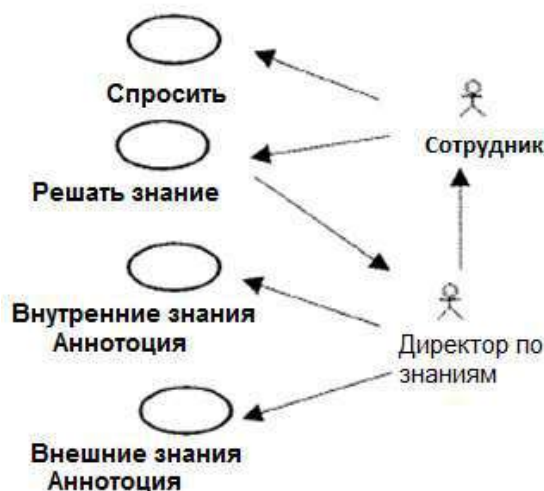 Спросить
Сотрудник
Решать знание
Внутренние знания
Аннотоция
Директор по
знаниям
Внешние знания
Аннотоция